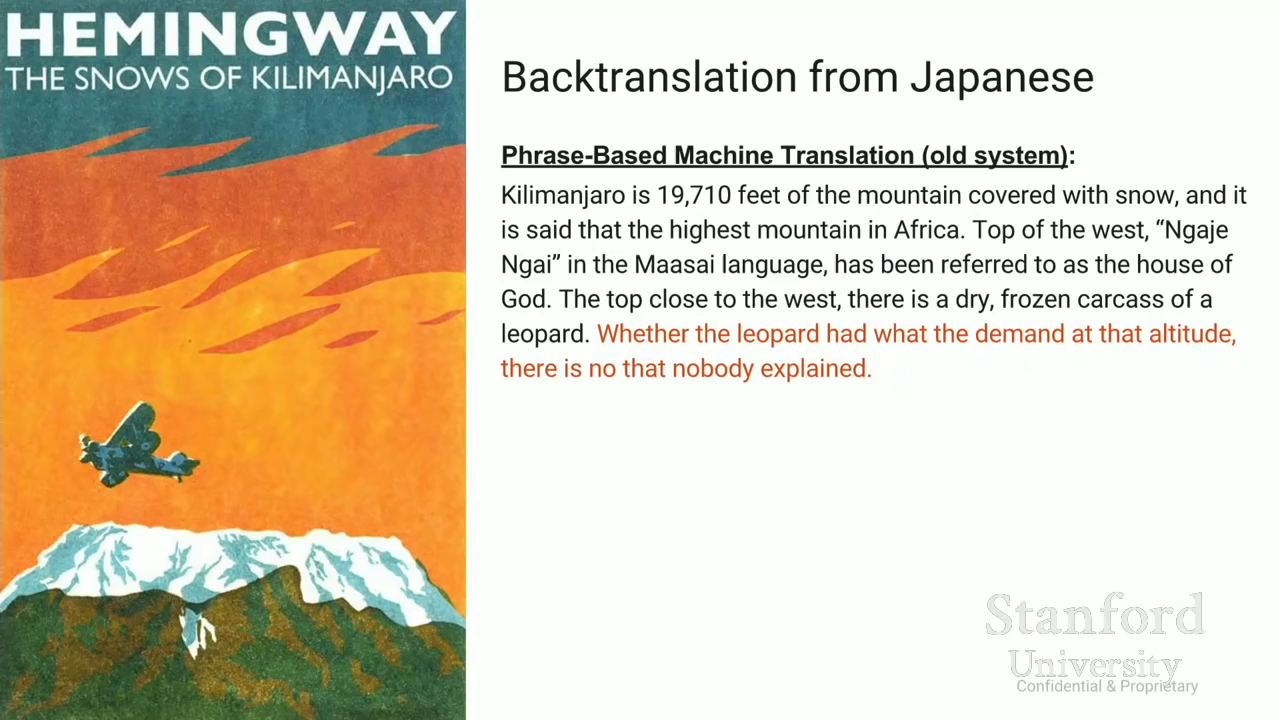 HEMINGWAY
THE SNOWS OF KILIMANJARO
Backtranslation from Japanese
Phrase-Based Machine Translation (old system):
Kilimanjaro is 19,710 feet of the mountain covered with snow, and it
is said that the highest mountain in Africa. Top of the west, “Ngaje
Ngai” in the Maasai language, has been referred to as the house of
God. The top close to the west, there is a dry, frozen carcass of a
leopard. Whether the leopard had what the demand at that altitude,
there is no that nobody explained.
Stanford
University
Confidential & Proprietary